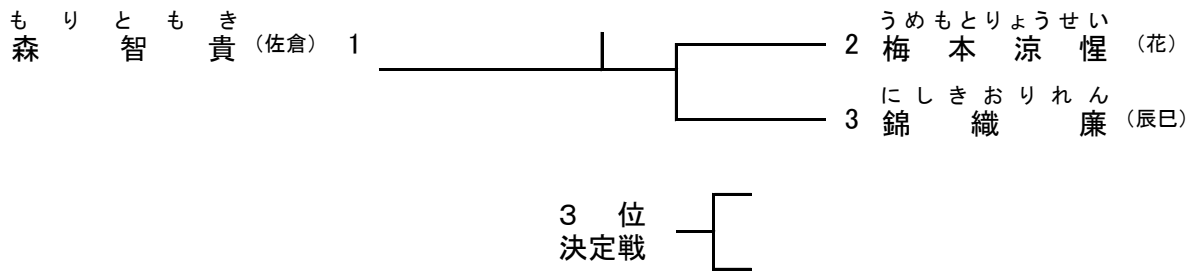 もりともき
森智貴（佐倉） 1
うめもとりょうせい
2 梅本涼惺（花）
にしきおりれん
3 錦織廉（辰巳）
３位
決定戦